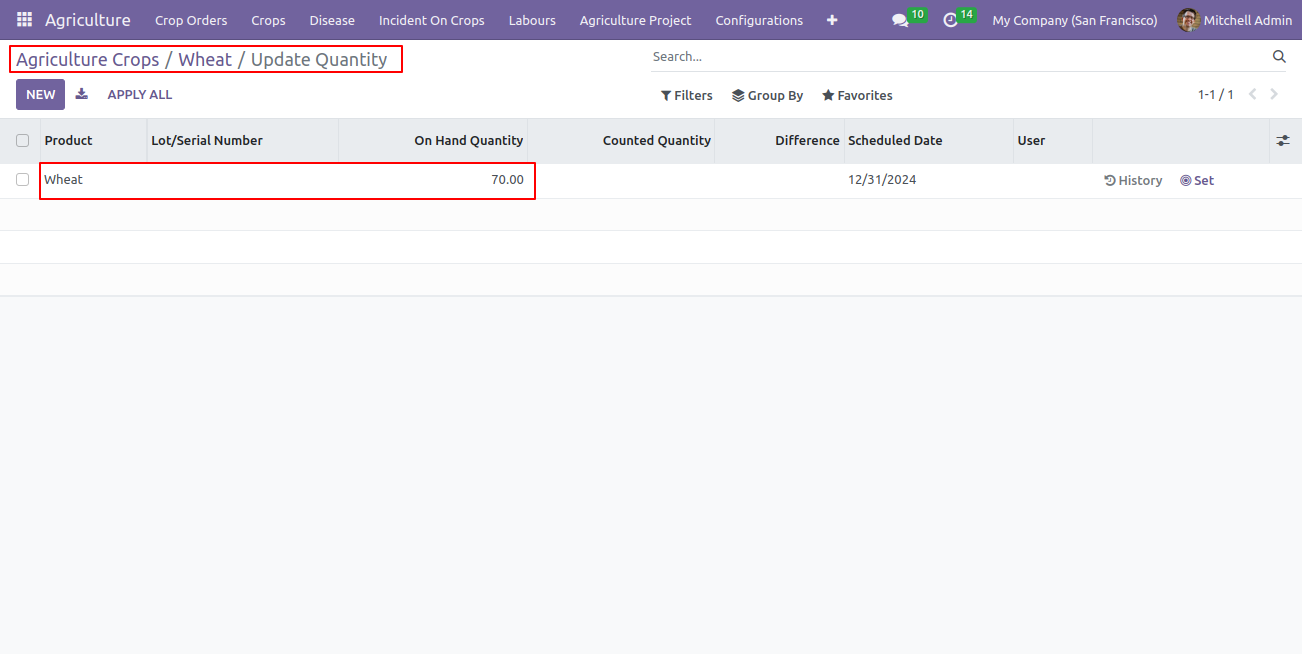 Agriculture Crop Orders Crops Disease Incident On Crops Labours Agriculture Project Configurations + 10 14 My Company (San Francisco) Mitchell Admin
Agriculture Crops / Wheat / Update Quantity Search...
NEW APPLY ALL Filters Group By Favorites 1-1 / 1
Product Lot/Serial Number On Hand Quantity Counted Quantity Difference Scheduled Date User
Wheat 70.00 12/31/2024 History Set